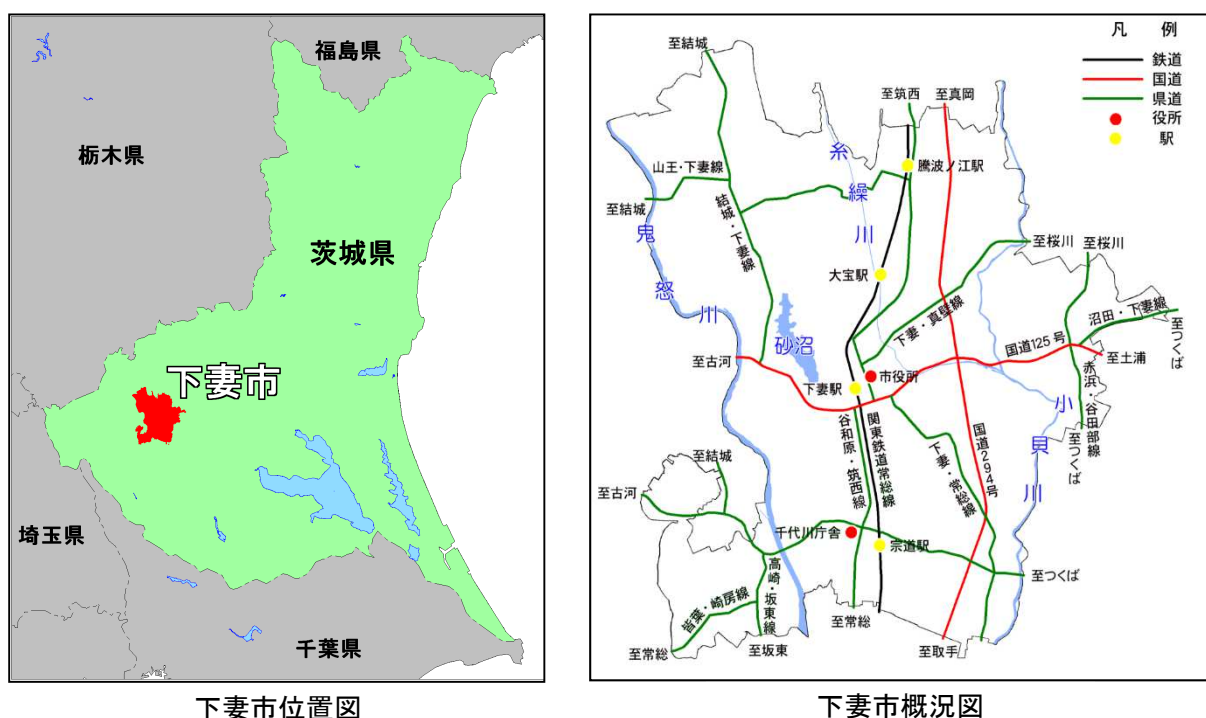 福島県
栃木県
茨城県
下妻市
埼玉県
千葉県
下妻市位置図
凡 例
鉄道
国道
県道
役所
駅
至結城
至筑西
至真岡
糸繰川
騰波ノ江駅
山王・下妻線
至結城
結城・下妻線
鬼怒川
大宝駅
至桜川
至桜川
砂沼
下妻・真壁線
沼田・下妻線
至つくば
国道125号
至古河
至土浦
市役所
下妻駅
赤浜・谷田部線
至つくば
小貝川
谷和原・筑西線
関東鉄道常総線
下妻・常総線
国道294号
至結城
至古河
千代川庁舎
宗道駅
至つくば
高崎・坂東線
皆葉・崎房線
至常総
至常総
至坂東
至取手
下妻市概況図